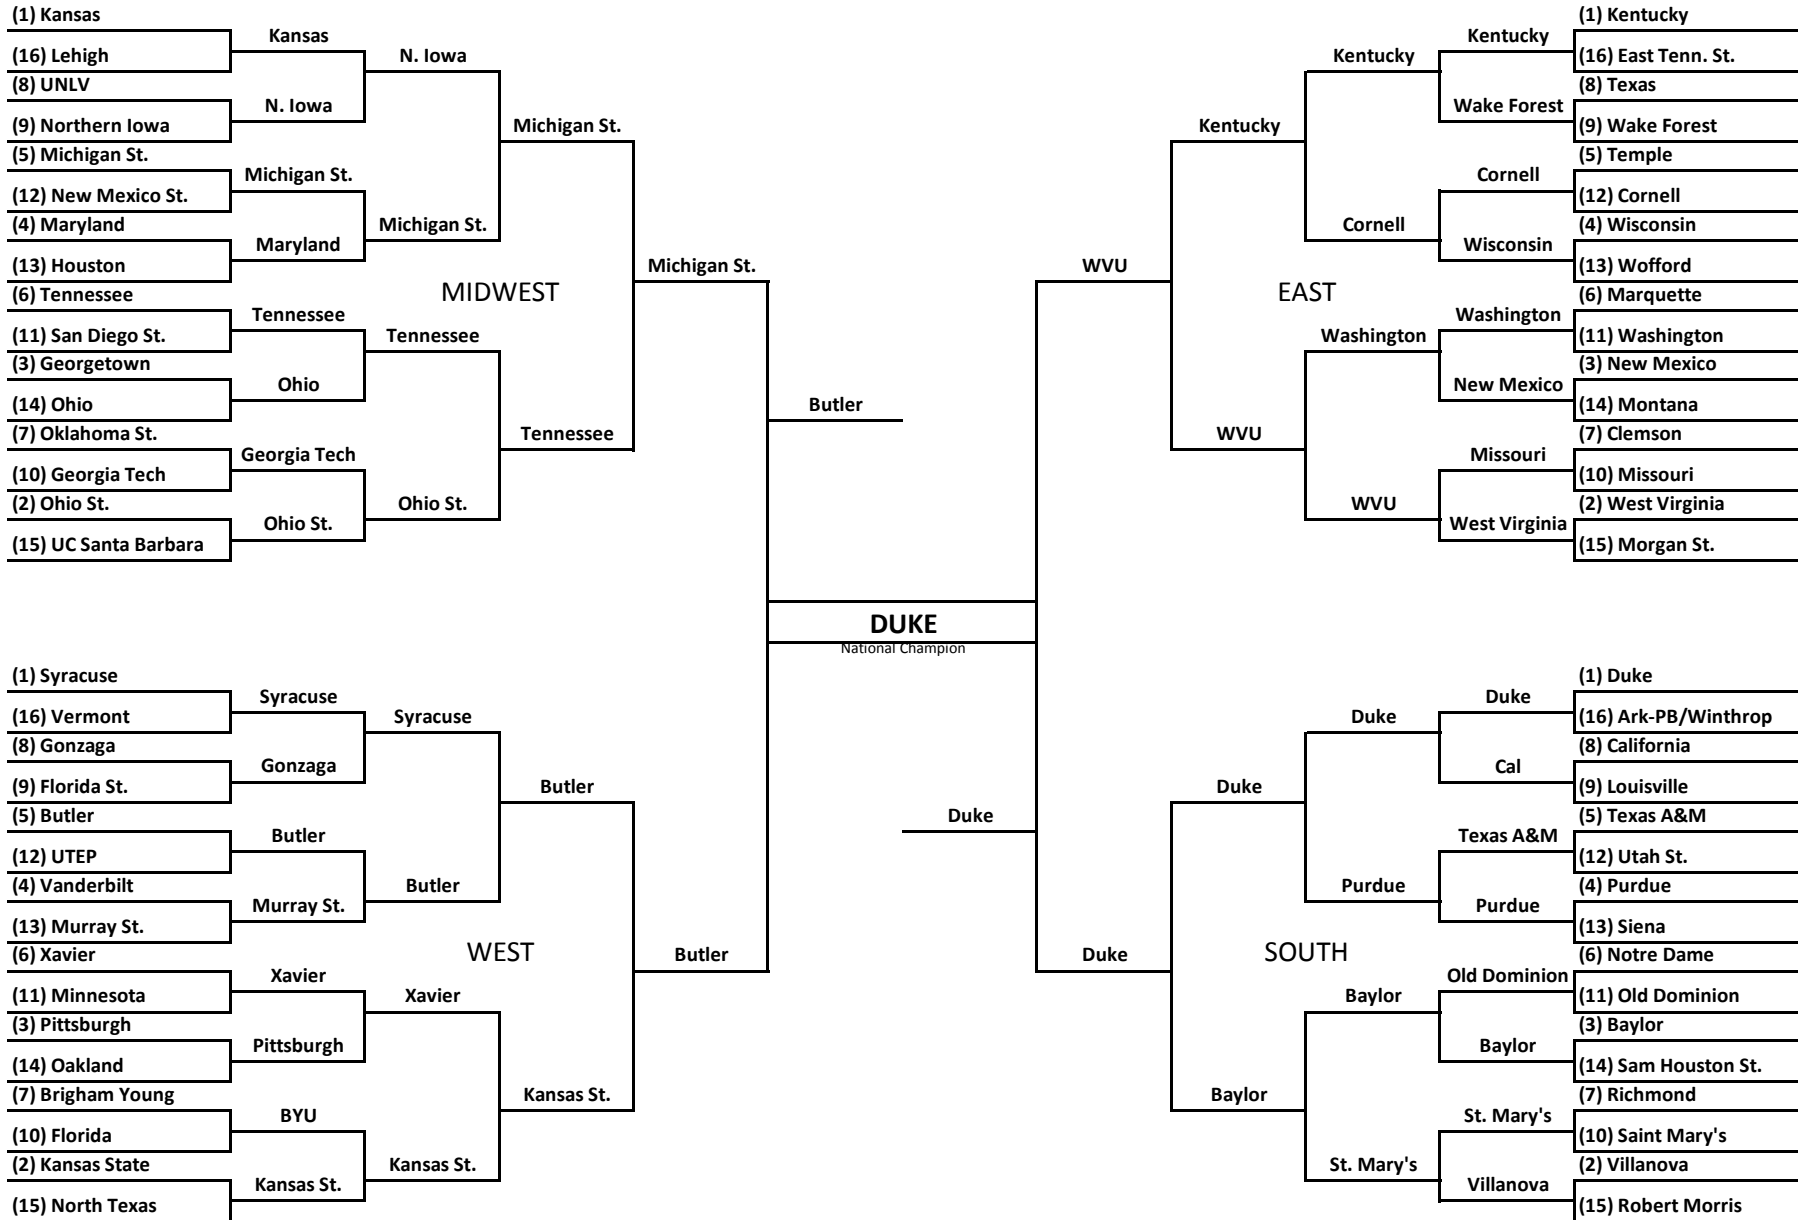 (1) Kansas
(16) Lehigh
(8) UNLV
(9) Northern Iowa
(5) Michigan St.
(12) New Mexico St.
(4) Maryland
(13) Houston
(6) Tennessee
(11) San Diego St.
(3) Georgetown
(14) Ohio
(7) Oklahoma St.
(10) Georgia Tech
(2) Ohio St.
(15) UC Santa Barbara
Kansas
N. Iowa
Michigan St.
Maryland
Tennessee
Ohio
Georgia Tech
Ohio St.
N. Iowa
Michigan St.
Tennessee
Ohio St.
Michigan St.
Tennessee
MIDWEST
Michigan St.
Butler
(1) Syracuse
(16) Vermont
(8) Gonzaga
(9) Florida St.
(5) Butler
(12) UTEP
(4) Vanderbilt
(13) Murray St.
(6) Xavier
(11) Minnesota
(3) Pittsburgh
(14) Oakland
(7) Brigham Young
(10) Florida
(2) Kansas State
(15) North Texas
Syracuse
Gonzaga
Butler
Murray St.
Xavier
Pittsburgh
BYU
Kansas St.
Syracuse
Butler
Xavier
Kansas St.
Butler
Kansas St.
WEST
Butler
DUKE
National Champion
(1) Kentucky
(16) East Tenn. St.
(8) Texas
(9) Wake Forest
(5) Temple
(12) Cornell
(4) Wisconsin
(13) Wofford
(6) Marquette
(11) Washington
(3) New Mexico
(14) Montana
(7) Clemson
(10) Missouri
(2) West Virginia
(15) Morgan St.
Kentucky
Wake Forest
Cornell
Wisconsin
Washington
New Mexico
Missouri
West Virginia
Kentucky
Cornell
Washington
WVU
Kentucky
WVU
EAST
WVU
Duke
(1) Duke
(16) Ark-PB/Winthrop
(8) California
(9) Louisville
(5) Texas A&M
(12) Utah St.
(4) Purdue
(13) Siena
(6) Notre Dame
(11) Old Dominion
(3) Baylor
(14) Sam Houston St.
(7) Richmond
(10) Saint Mary's
(2) Villanova
(15) Robert Morris
Duke
Cal
Texas A&M
Purdue
Old Dominion
Baylor
St. Mary's
Villanova
Duke
Purdue
Baylor
St. Mary's
Duke
Baylor
SOUTH
Duke